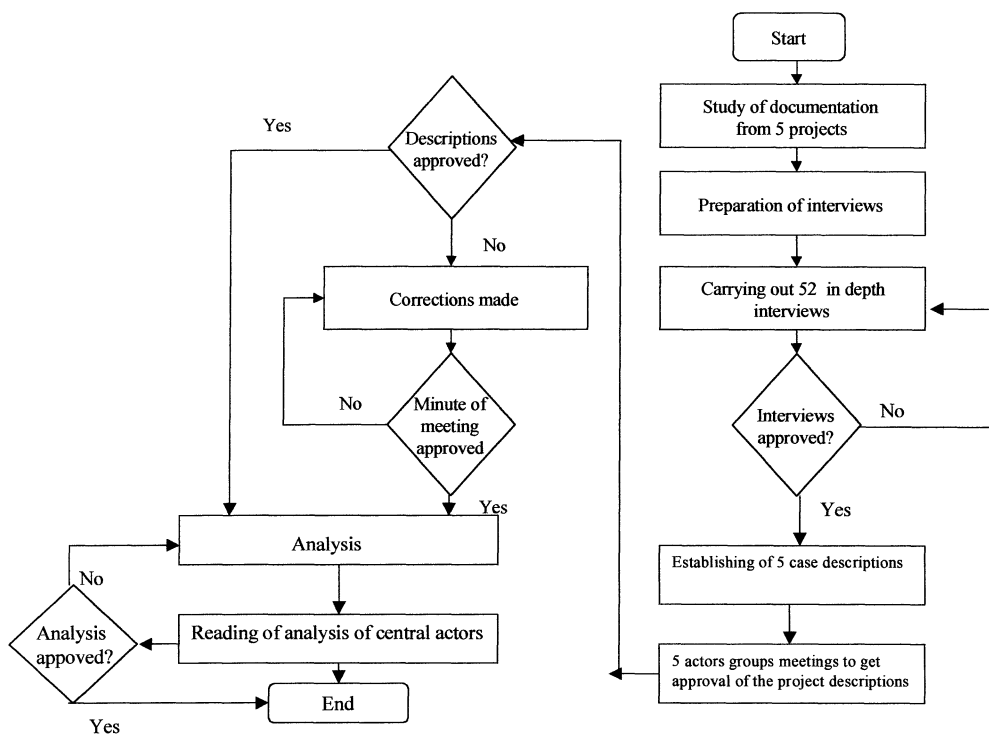 Start
Study of documentation
from 5 projects
Preparation of interviews
Carrying out 52 in depth
interviews
Interviews
approved?
No
Yes
Establishing of 5 case descriptions
5 actors groups meetings to get
approval of the project descriptions
Descriptions
approved?
Yes
No
Corrections made
Minute of
meeting
approved
No
Yes
Analysis
Reading of analysis of central actors
Analysis
appoved?
No
Yes
End